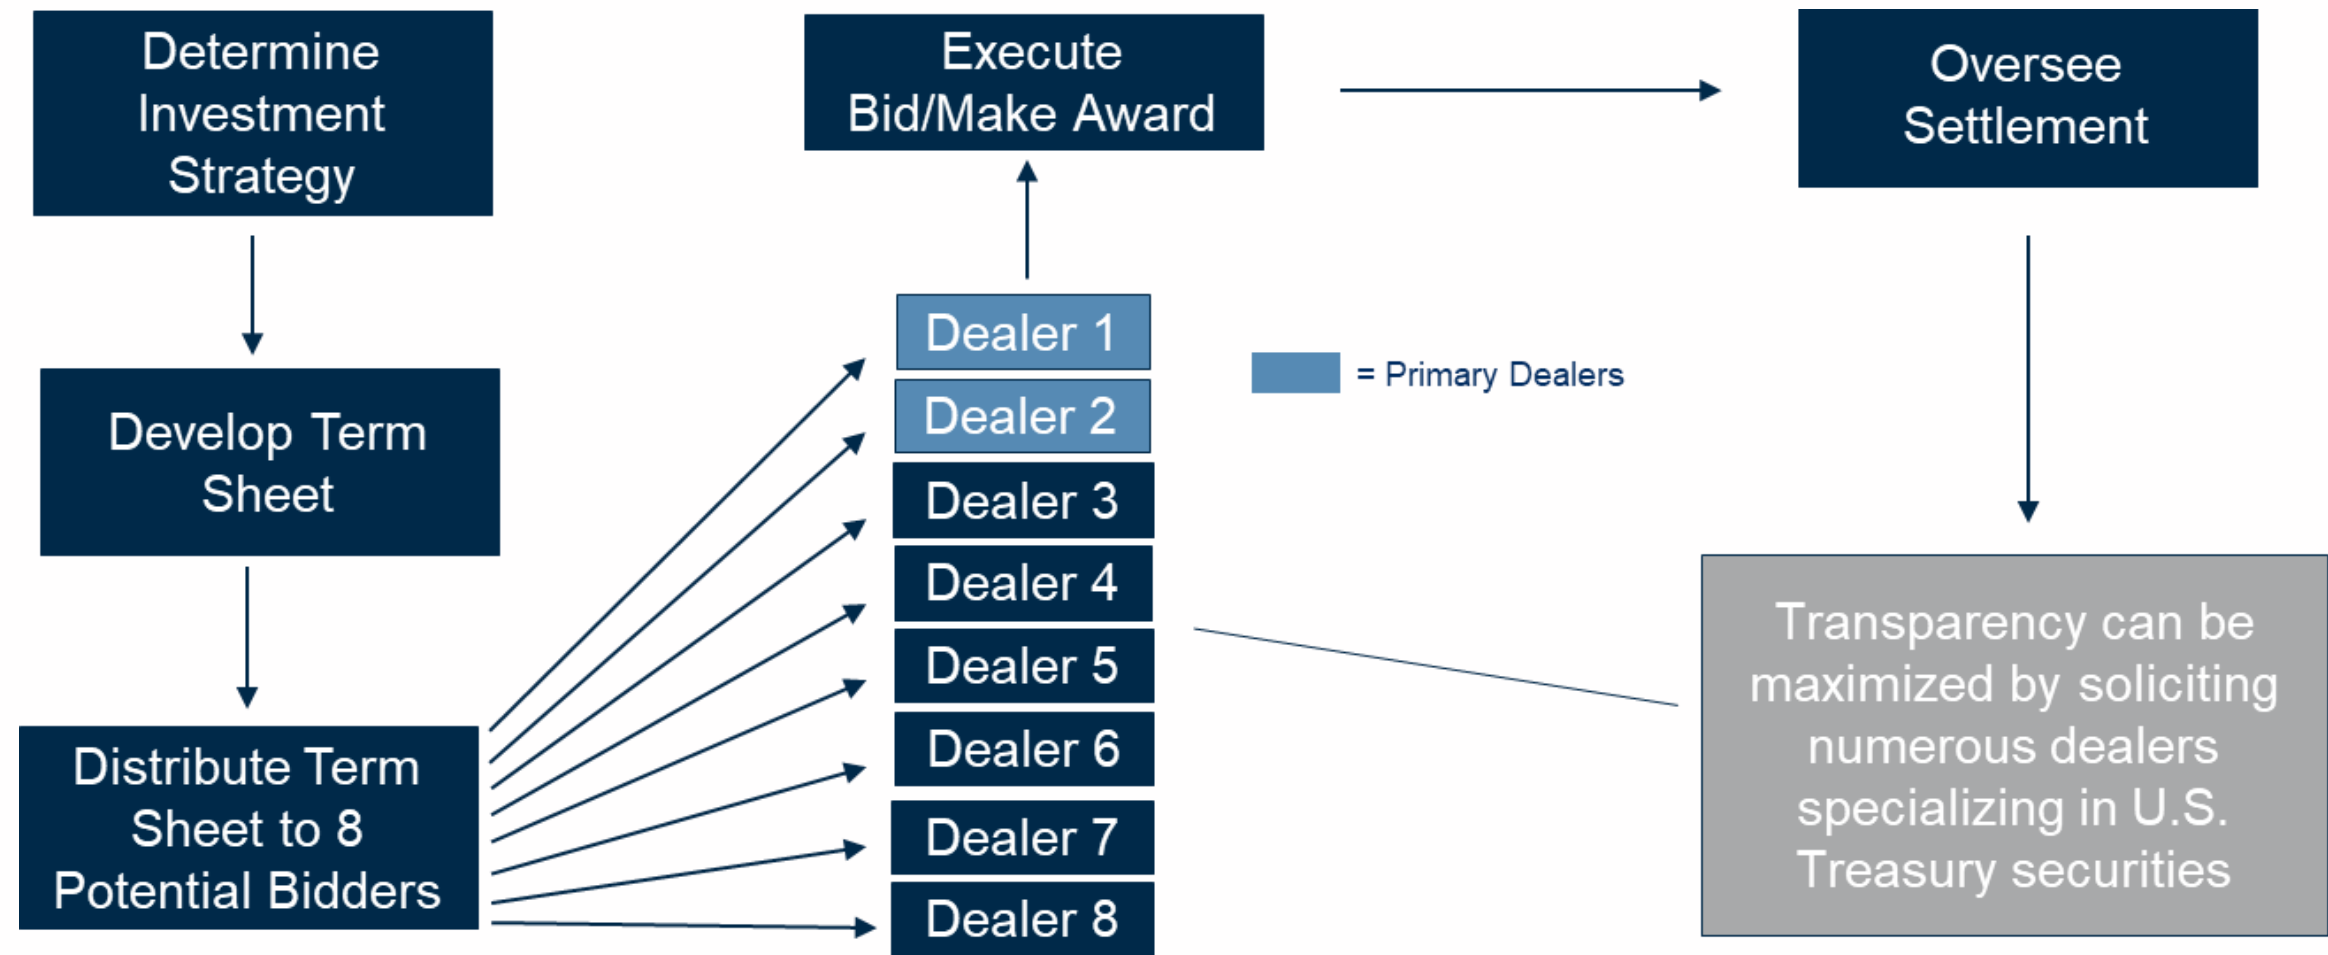 Determine
Investment
Strategy
Develop Term
Sheet
Distribute Term
Sheet to 8
Potential Bidders
Execute
Bid/Make Award
Dealer 1
Dealer 2
Dealer 3
Dealer 4
Dealer 5
Dealer 6
Dealer 7
Dealer 8
= Primary Dealers
Oversee
Settlement
Transparency can be
maximized by soliciting
numerous dealers
specializing in U.S.
Treasury securities